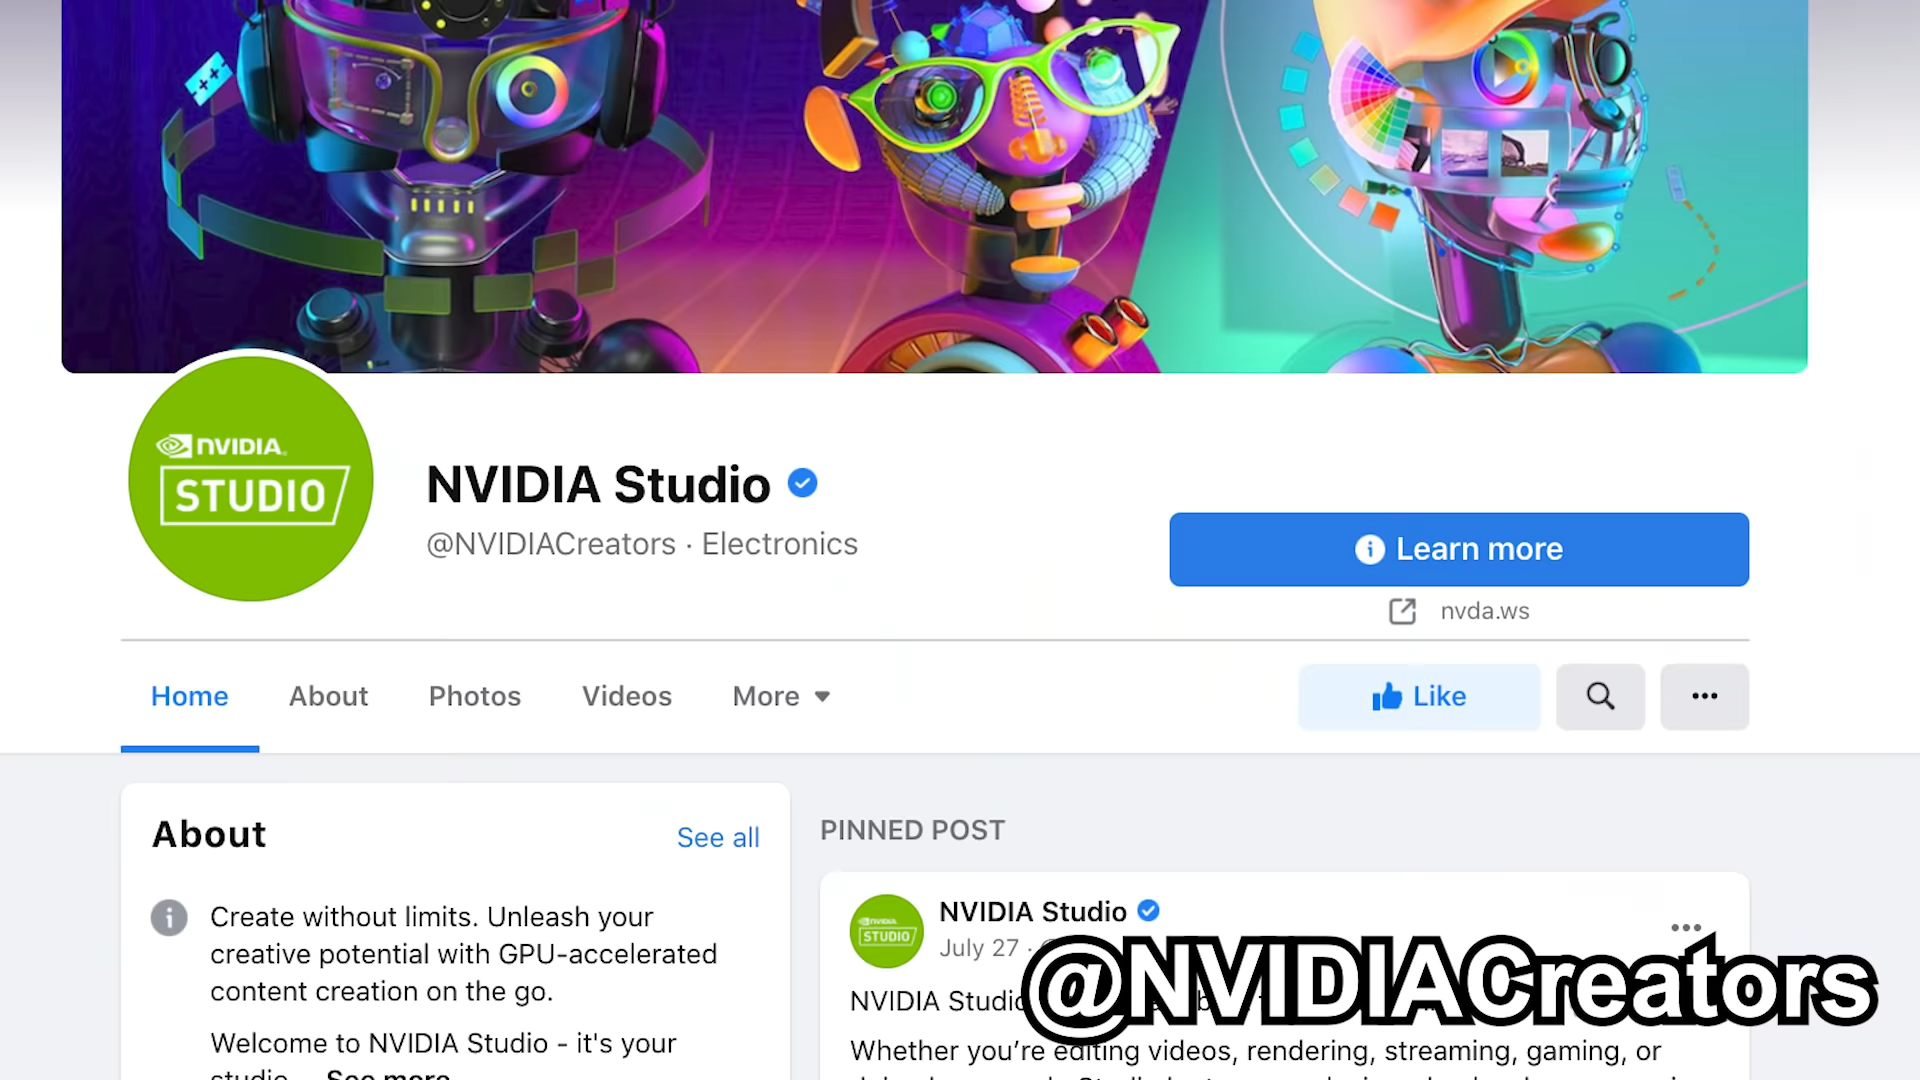 NVIDIA
STUDIO
NVIDIA Studio
@NVIDIACreators · Electronics
Learn more
nvda.ws
Home
About
Photos
Videos
More
Like
About
See all
Create without limits. Unleash your
creative potential with GPU-accelerated
content creation on the go.
Welcome to NVIDIA Studio - it's your
studio
See more
PINNED POST
NVIDIA
STUDIO
NVIDIA Studio
July 27 ·
NVIDIA Studio
@NVIDIACreators
Whether you're editing videos, rendering, streaming, gaming, or